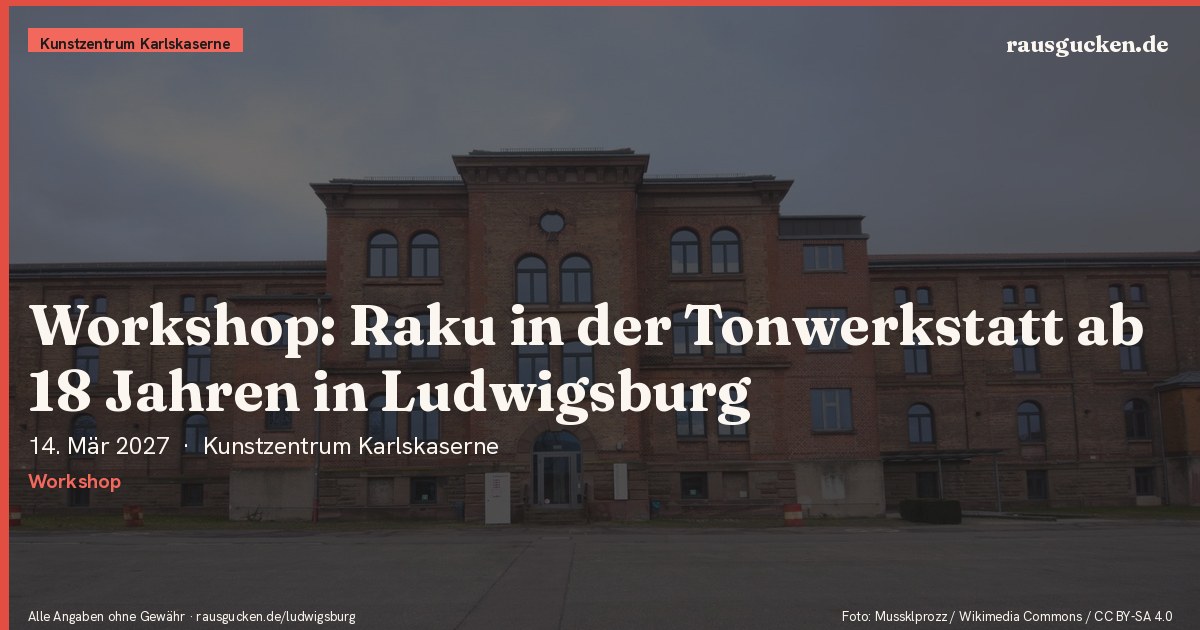 Kunstzentrum Karlskaserne
rausgucken.de
Workshop: Raku in der Tonwerkstatt ab
18 Jahren in Ludwigsburg
14. Mär 2027 · Kunstzentrum Karlskaserne
Workshop
Alle Angaben ohne Gewähr · rausgucken.de/ludwigsburg
Foto: Mussklprozz / Wikimedia Commons / CC BY-SA 4.0